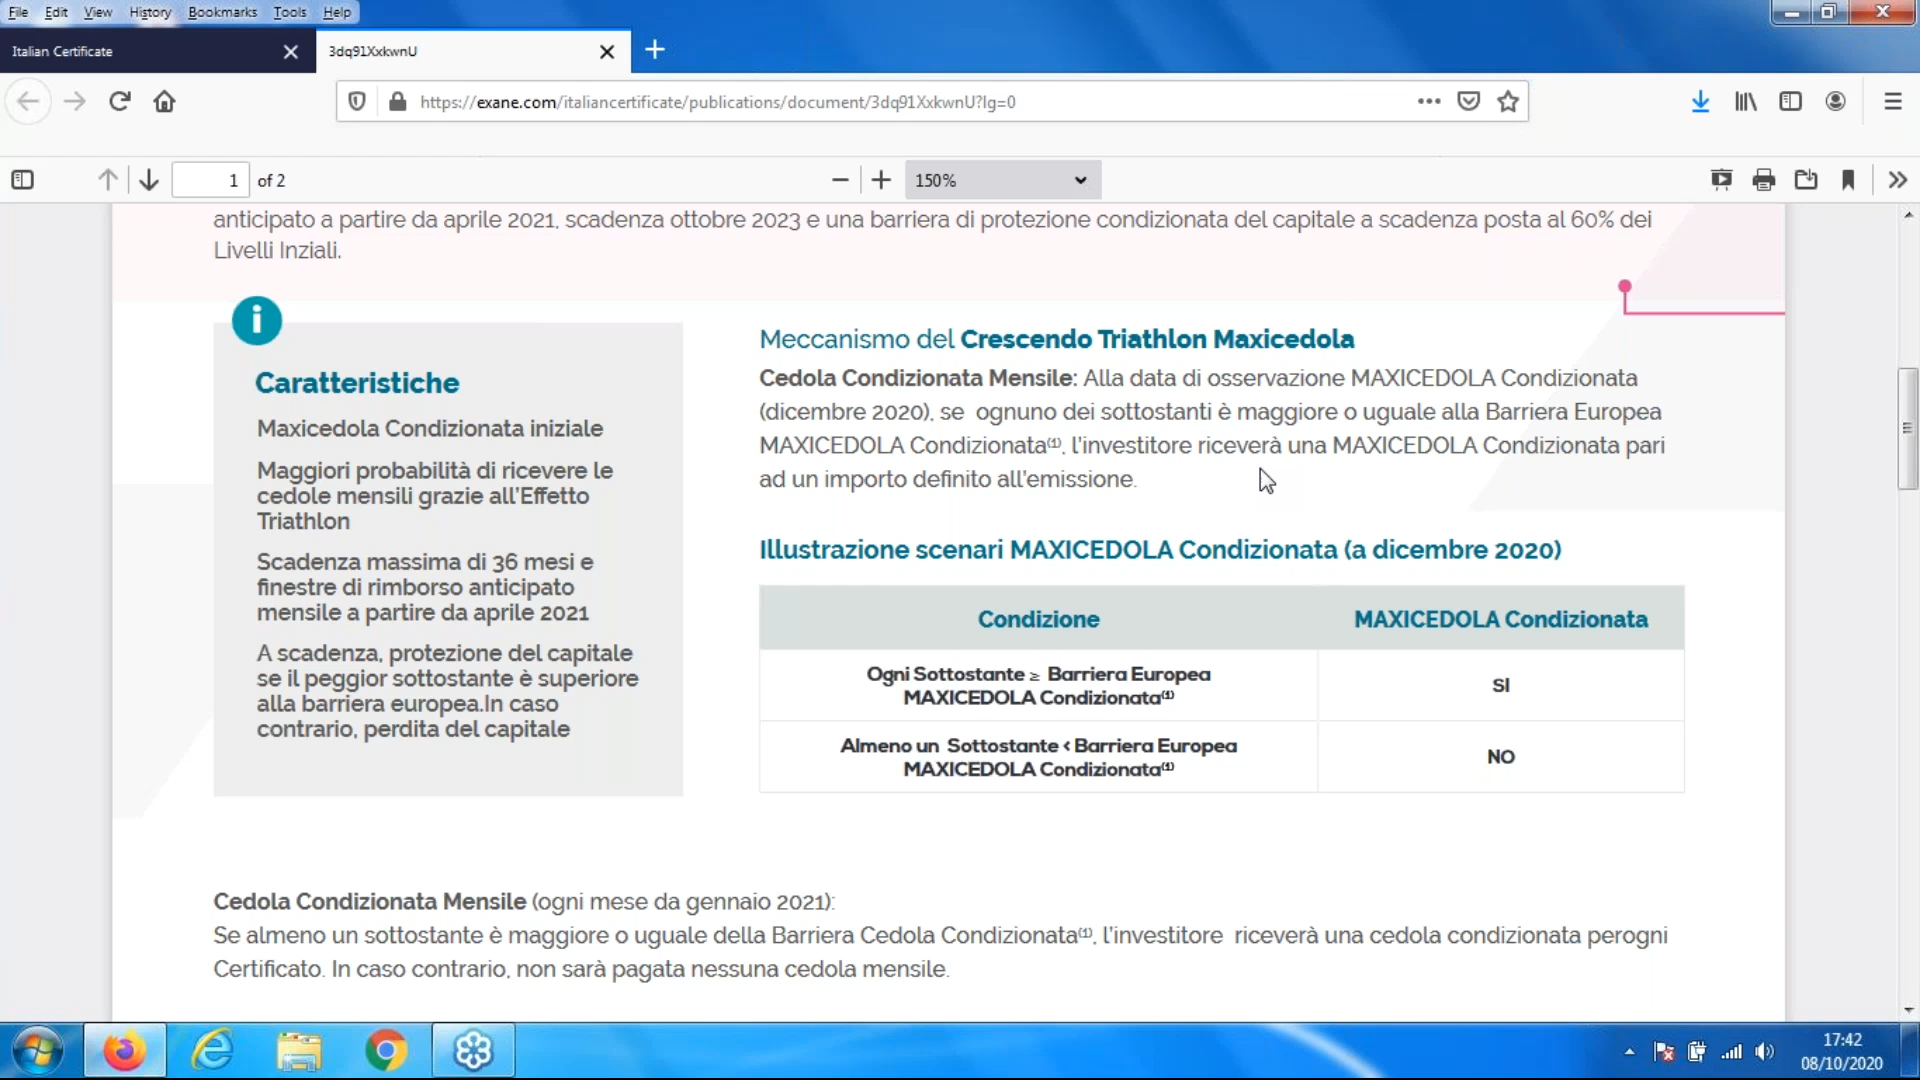 File Edit View History Bookmarks Tools Help
Italian Certificate
3dq91XxkwnU
https://exane.com/italiancertificate/publications/document/3dq91XxkwnU?lg=0
1 of 2
150%
anticipato a partire da aprile 2021, scadenza ottobre 2023 e una barriera di protezione condizionata del capitale a scadenza posta al 60% dei
Livelli Inziali.
i
Caratteristiche
Maxicedola Condizionata iniziale
Maggiori probabilità di ricevere le
cedole mensili grazie all'Effetto
Triathlon
Scadenza massima di 36 mesi e
finestre di rimborso anticipato
mensile a partire da aprile 2021
A scadenza, protezione del capitale
se il peggior sottostante è superiore
alla barriera europea.In caso
contrario, perdita del capitale
Meccanismo del Crescendo Triathlon Maxicedola
Cedola Condizionata Mensile: Alla data di osservazione MAXICEDOLA Condizionata
(dicembre 2020), se ognuno dei sottostanti è maggiore o uguale alla Barriera Europea
MAXICEDOLA Condizionata(1), l'investitore riceverà una MAXICEDOLA Condizionata pari
ad un importo definito all'emissione.
Illustrazione scenari MAXICEDOLA Condizionata (a dicembre 2020)
Condizione MAXICEDOLA Condizionata
Ogni Sottostante ≥ Barriera Europea
MAXICEDOLA Condizionata(1)
SI
Almeno un Sottostante < Barriera Europea
MAXICEDOLA Condizionata(1)
NO
Cedola Condizionata Mensile (ogni mese da gennaio 2021):
Se almeno un sottostante è maggiore o uguale della Barriera Cedola Condizionata(1), l'investitore riceverà una cedola condizionata perogni
Certificato. In caso contrario, non sarà pagata nessuna cedola mensile.
17:42
08/10/2020